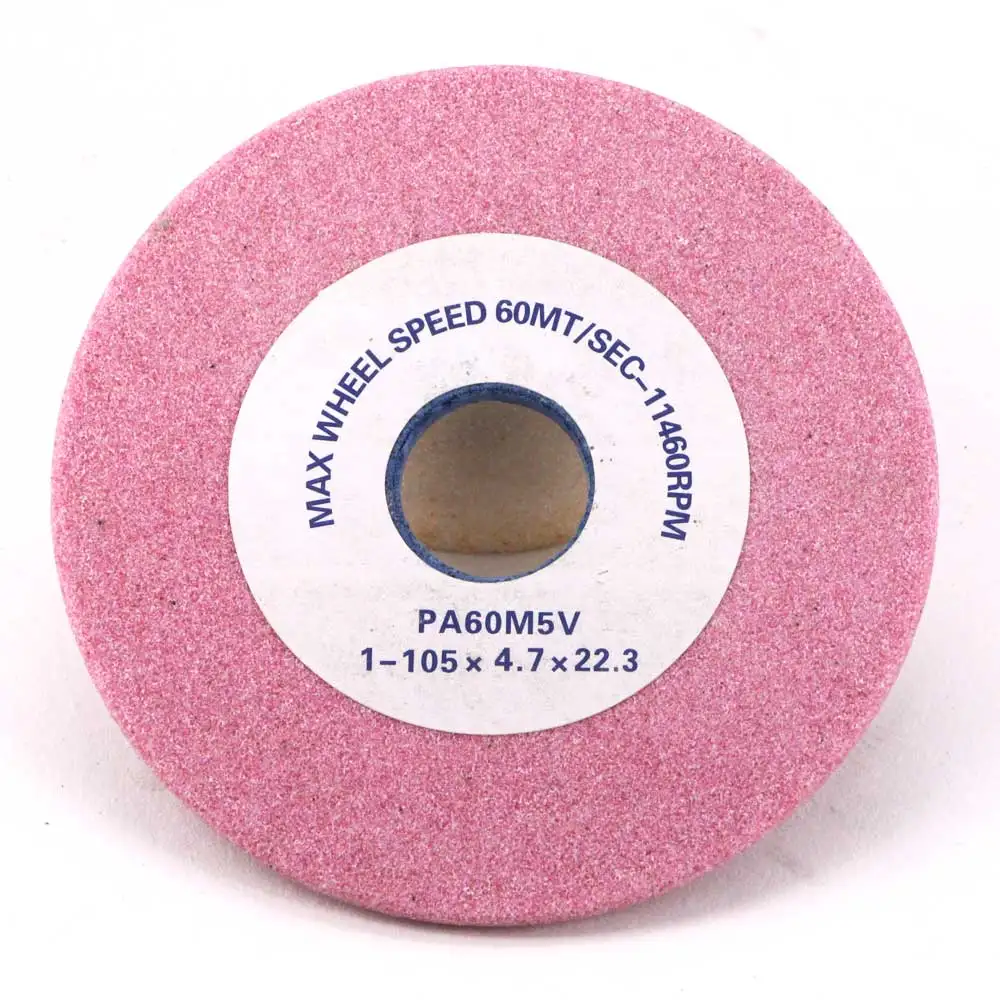 MAX WHEEL SPEED 60MT/SEC-11460RPM
PA60M5V
1-105× 4.7×22.3